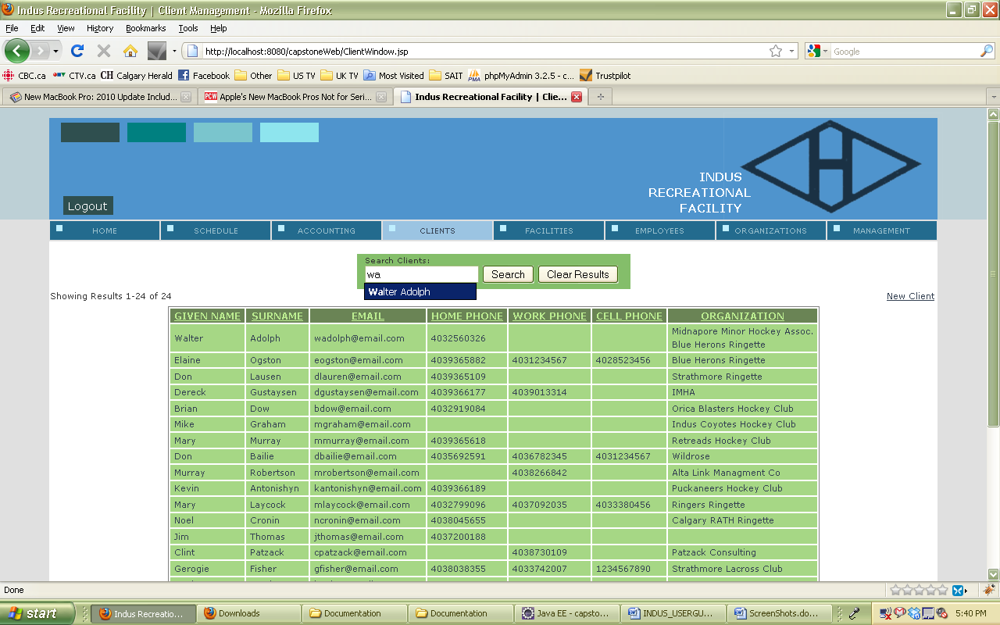 Indus Recreational Facility | Client Management - Mozilla Firefox
File Edit View History Bookmarks Tools Help
http://localhost:8080/capstoneWeb/ClientWindow.jsp Google
CBC.ca CTV.ca CH Calgary Herald Facebook Other US TV UK TV Most Visited SAIT PMA phpMyAdmin 3.2.5 - c... Trustpilot
New MacBook Pro: 2010 Update Includ... PCW Apple's New MacBook Pros Not for Seri... Indus Recreational Facility | Clie...
INDUS
RECREATIONAL
FACILITY
H
Logout
HOME SCHEDULE ACCOUNTING CLIENTS FACILITIES EMPLOYEES ORGANIZATIONS MANAGEMENT
Search Clients:
wa Search Clear Results
Walter Adolph
Showing Results 1-24 of 24 New Client
GIVEN NAME SURNAME EMAIL HOME PHONE WORK PHONE CELL PHONE ORGANIZATION
Walter Adolph wadolph@email.com 4032560326 Midnapore Minor Hockey Assoc.
Blue Herons Ringette
Elaine Ogston eogston@email.com 4039365882 4031234567 4028523456 Blue Herons Ringette
Don Lausen dlauren@email.com 4039365109 Strathmore Ringette
Dereck Gustaysen dgustaysen@email.com 4039366177 4039013314 IMHA
Brian Dow bdow@email.com 4032919084 Orica Blasters Hockey Club
Mike Graham mgraham@email.com Indus Coyotes Hockey Club
Mary Murray mmurray@email.com 4039365618 Retreads Hockey Club
Don Bailie dbailie@email.com 4035692591 4036782345 4031234567 Wildrose
Murray Robertson mrobertson@email.com 4038266842 Alta Link Managment Co
Kevin Antonishyn kantonishyn@email.com 4039366189 Puckaneers Hockey Club
Mary Laycock mlaycock@email.com 4032799096 4037092035 4033380456 Ringers Ringette
Noel Cronin ncronin@email.com 4038045655 Calgary RATH Ringette
Jim Thomas jthomas@email.com 4037200188
Clint Patzack cpatzack@email.com 4038730109 Patzack Consulting
Gerogie Fisher gfisher@email.com 4038038355 4033742007 1234567890 Strathmore Lacross Club
Done
start Indus Recreatio... Downloads Documentation Documentation Java EE - capsto... INDUS_USERGU... ScreenShots.do... 5:40 PM